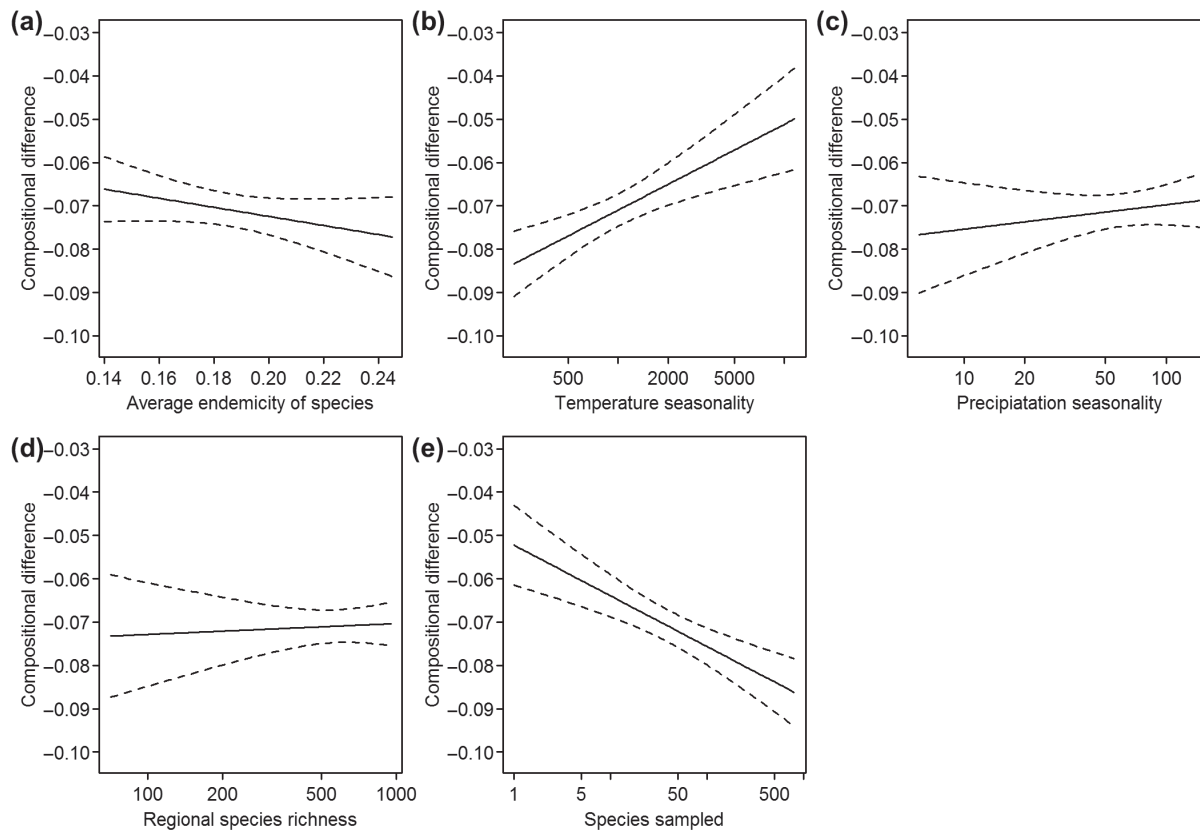 (a)
−0.03
−0.04
−0.05
−0.06
−0.07
−0.08
−0.09
−0.10
Compositional difference
0.14 0.16 0.18 0.20 0.22 0.24
Average endemicity of species
(b)
−0.03
−0.04
−0.05
−0.06
−0.07
−0.08
−0.09
−0.10
Compositional difference
500 2000 5000
Temperature seasonality
(c)
−0.03
−0.04
−0.05
−0.06
−0.07
−0.08
−0.09
−0.10
Compositional difference
10 20 50 100
Precipiatation seasonality
(d)
−0.03
−0.04
−0.05
−0.06
−0.07
−0.08
−0.09
−0.10
Compositional difference
100 200 500 1000
Regional species richness
(e)
−0.03
−0.04
−0.05
−0.06
−0.07
−0.08
−0.09
−0.10
Compositional difference
1 5 50 500
Species sampled